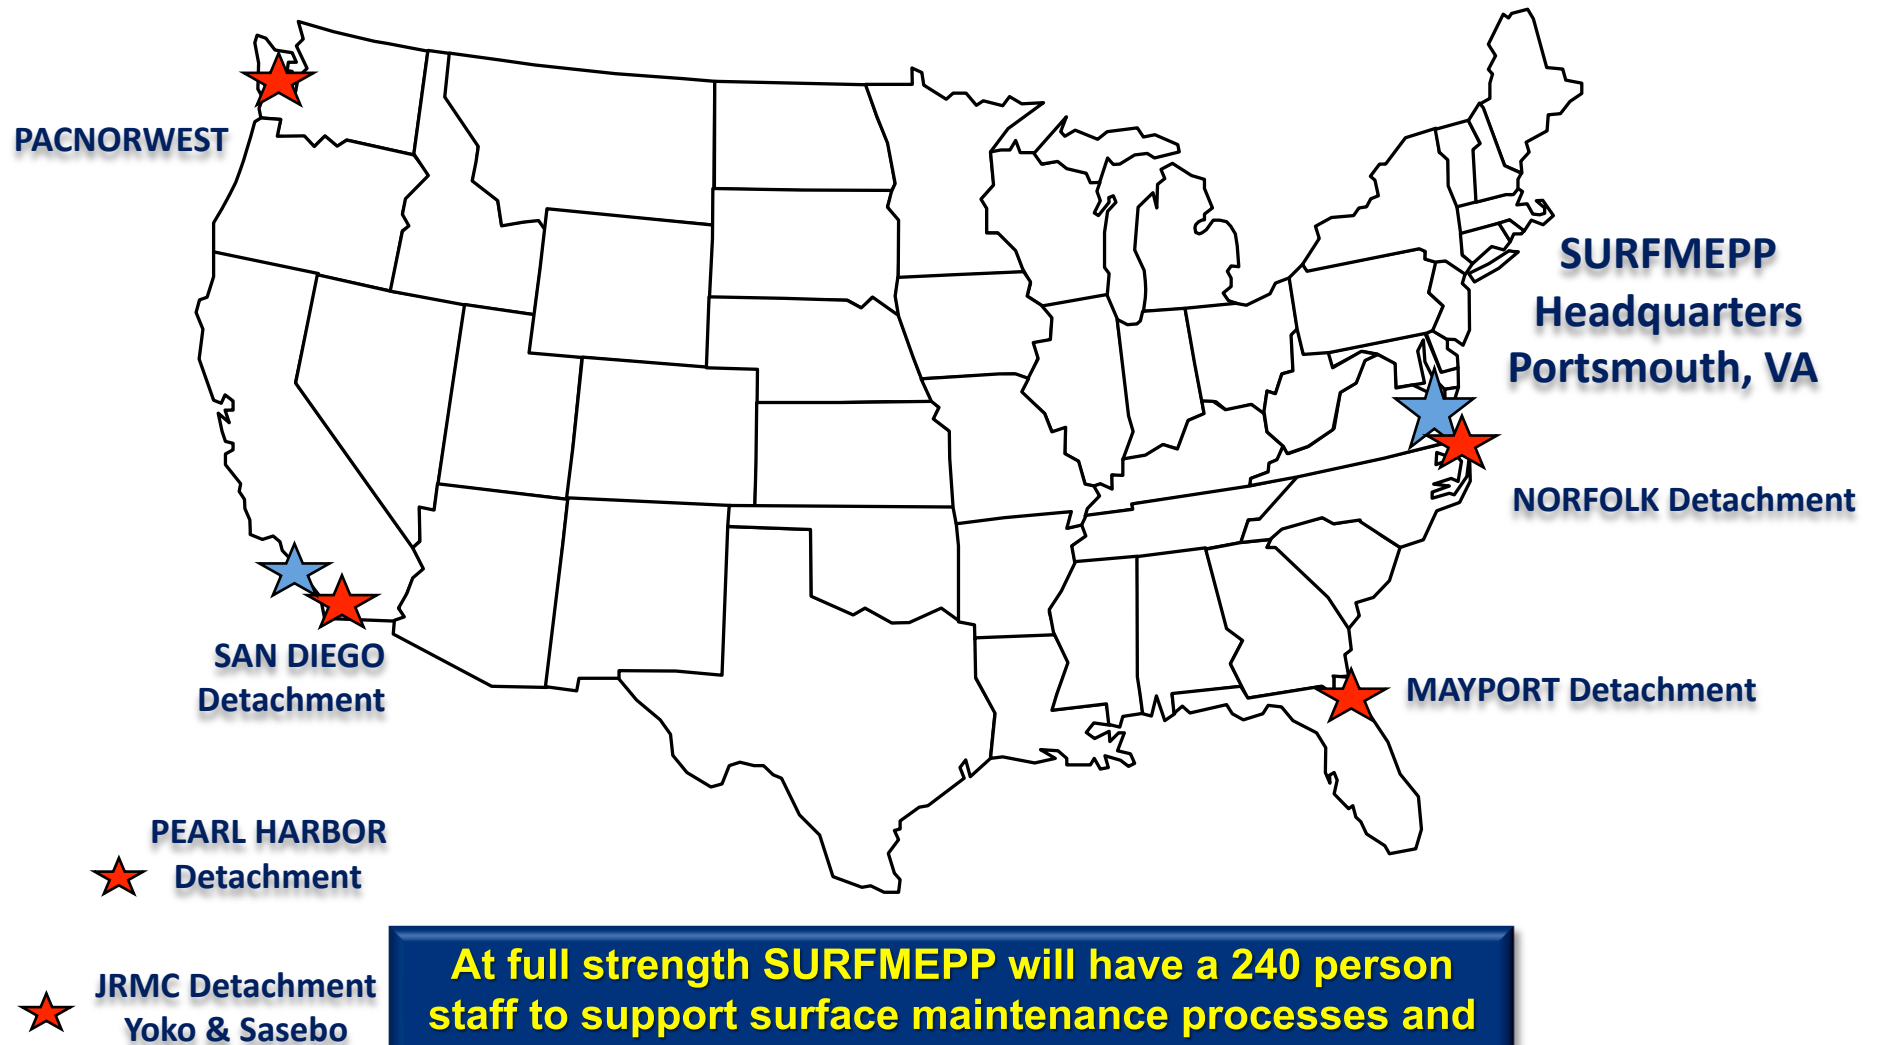 PACNORWEST
SURFMEPP
Headquarters
Portsmouth, VA
NORFOLK Detachment
SAN DIEGO
Detachment
MAYPORT Detachment
PEARL HARBOR
Detachment
JRMC Detachment
Yoko & Sasebo
At full strength SURFMEPP will have a 240 person
staff to support surface maintenance processes and